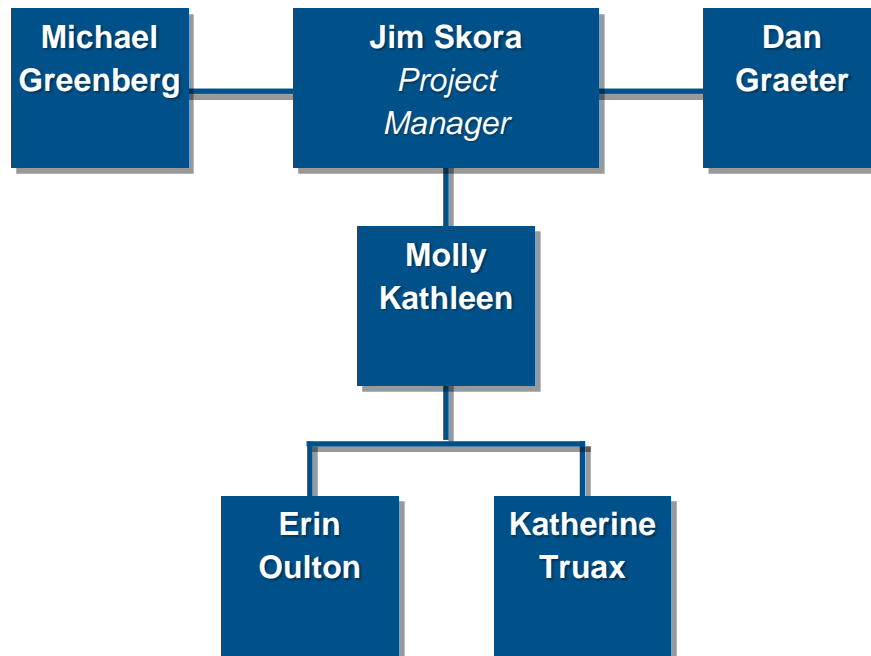 Michael
Greenberg
Jim Skora
Project
Manager
Dan
Graeter
Molly
Kathleen
Erin
Oulton
Katherine
Truax